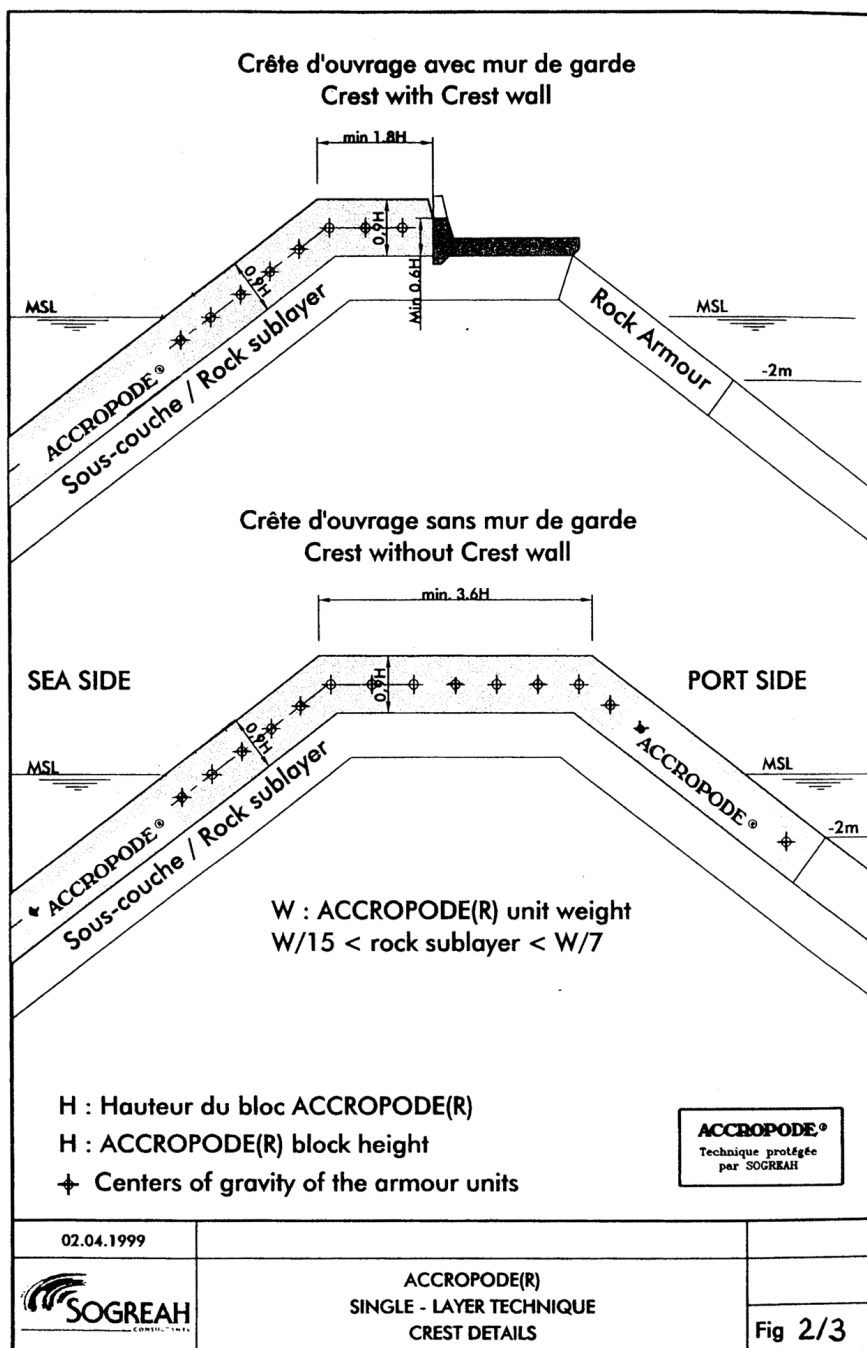 Crête d'ouvrage avec mur de garde
Crest with Crest wall
min 1.8H
0,9H
0,9H
Min 0.6H
MSL
MSL
-2m
ACCROPODE®
Sous-couche / Rock sublayer
Rock Armour
Crête d'ouvrage sans mur de garde
Crest without Crest wall
min. 3.6H
SEA SIDE
PORT SIDE
0,9H
0,9H
MSL
MSL
-2m
ACCROPODE®
ACCROPODE®
Sous-couche / Rock sublayer
W : ACCROPODE(R) unit weight
W/15 < rock sublayer < W/7
H : Hauteur du bloc ACCROPODE(R)
H : ACCROPODE(R) block height
Centers of gravity of the armour units
ACCROPODE®
Technique protégée
par SOGREAH
02.04.1999
SOGREAH
CONSULTANTS
ACCROPODE(R)
SINGLE - LAYER TECHNIQUE
CREST DETAILS
Fig 2/3